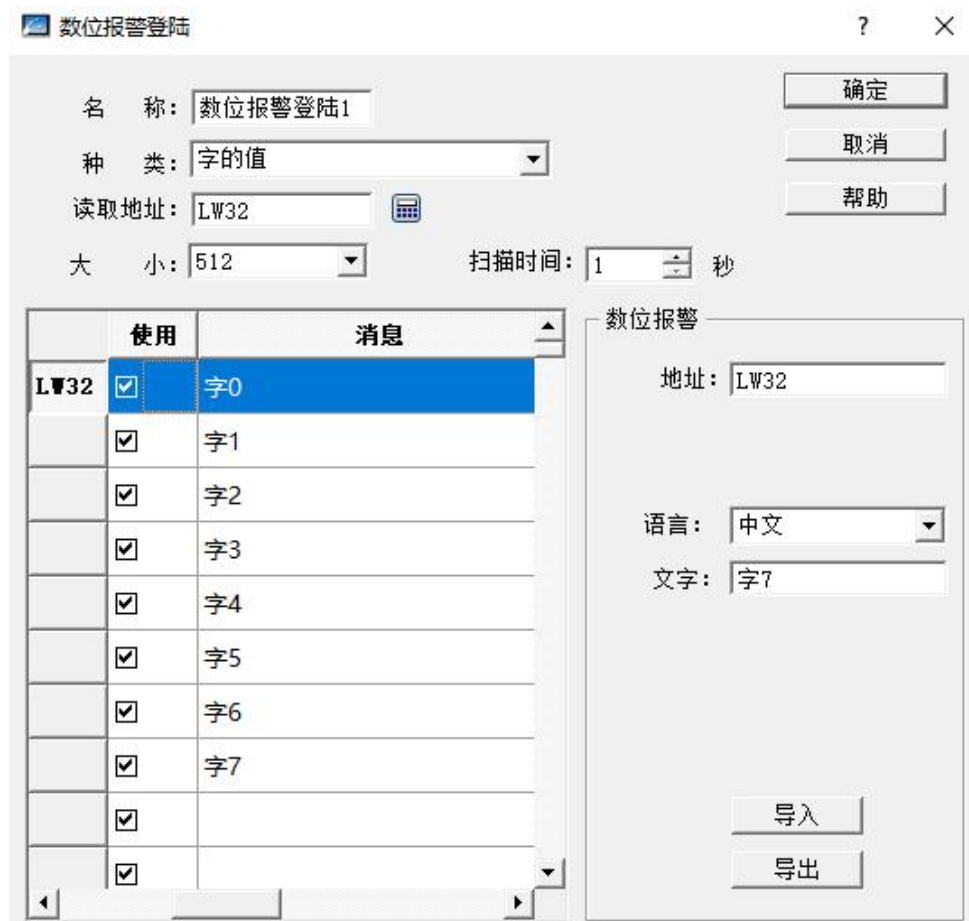 数位报警登陆
名 称: 数位报警登陆1
确定
种 类: 字的值
取消
读取地址: LW32
帮助
大 小: 512 扫描时间: 1 秒
使用 消息
数位报警
LW32 字0
地址: LW32
字1
字2
语言: 中文
字3
文字: 字7
字4
字5
字6
字7
导入
导出